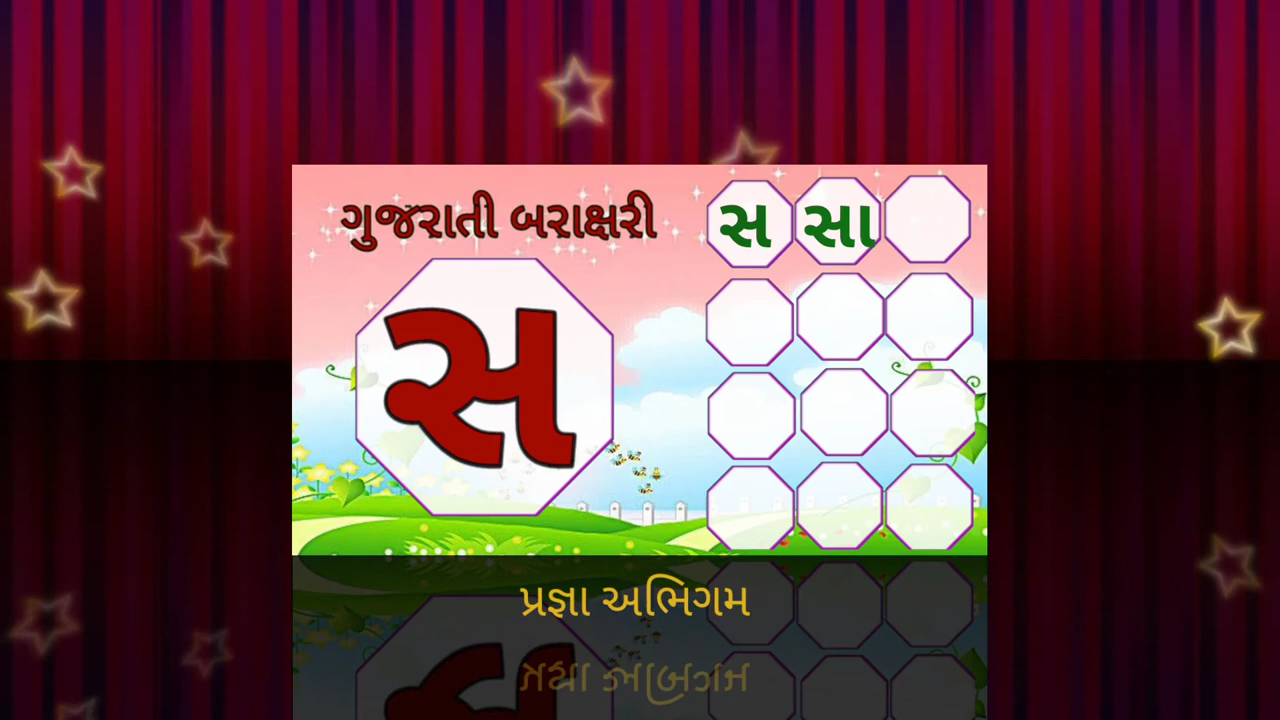 ગુજરાતી બરાક્ષરી
સ સા
સ
પ્રજ્ઞા અભિગમ